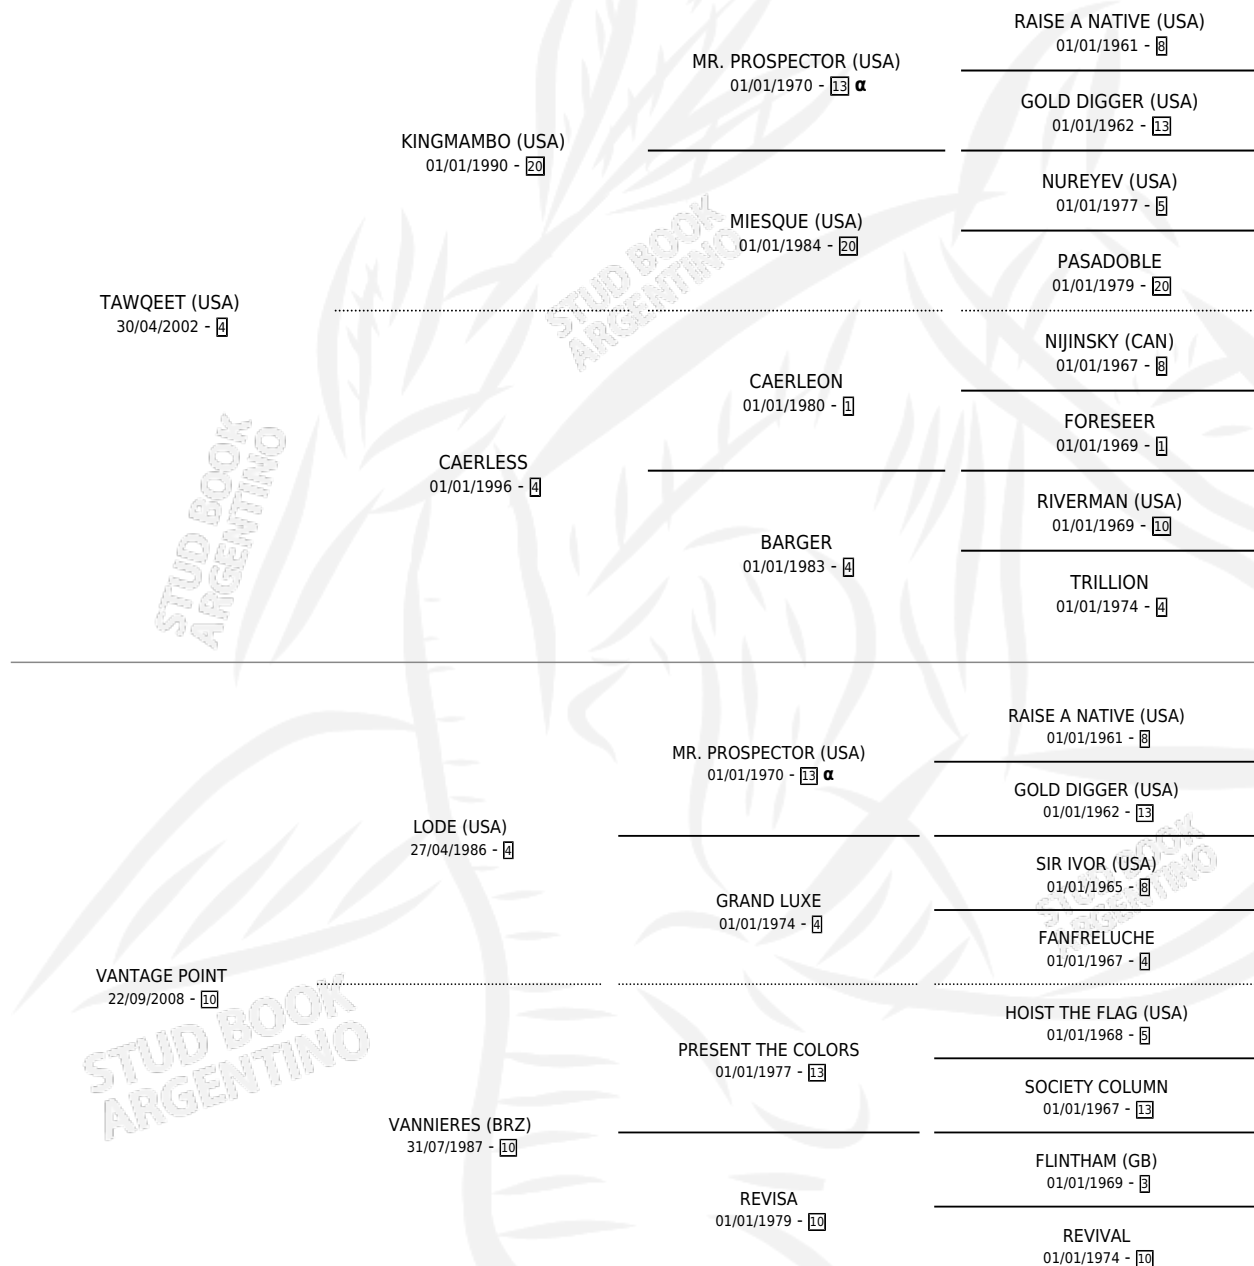 RAISE A NATIVE (USA)
01/01/1961 - 8
MR. PROSPECTOR (USA)
01/01/1970 - 13 α
GOLD DIGGER (USA)
01/01/1962 - 13
KINGMAMBO (USA)
01/01/1990 - 20
NUREYEV (USA)
01/01/1977 - 5
MIESQUE (USA)
01/01/1984 - 20
PASADOBLE
01/01/1979 - 20
TAWQEET (USA)
30/04/2002 - 4
NIJINSKY (CAN)
01/01/1967 - 8
CAERLEON
01/01/1980 - 1
FORESEER
01/01/1969 - 1
CAERLESS
01/01/1996 - 4
RIVERMAN (USA)
01/01/1969 - 10
BARGER
01/01/1983 - 4
TRILLION
01/01/1974 - 4
RAISE A NATIVE (USA)
01/01/1961 - 8
MR. PROSPECTOR (USA)
01/01/1970 - 13 α
GOLD DIGGER (USA)
01/01/1962 - 13
LODE (USA)
27/04/1986 - 4
SIR IVOR (USA)
01/01/1965 - 8
GRAND LUXE
01/01/1974 - 4
FANFRELUCHE
01/01/1967 - 4
VANTAGE POINT
22/09/2008 - 10
HOIST THE FLAG (USA)
01/01/1968 - 5
PRESENT THE COLORS
01/01/1977 - 13
SOCIETY COLUMN
01/01/1967 - 13
VANNIERES (BRZ)
31/07/1987 - 10
FLINTHAM (GB)
01/01/1969 - 3
REVISA
01/01/1979 - 10
REVIVAL
01/01/1974 - 10
STUD BOOK
ARGENTINO
STUD BOOK
ARGENTINO
STUD BOOK
ARGENTINO
STUD BOOK
ARGENTINO